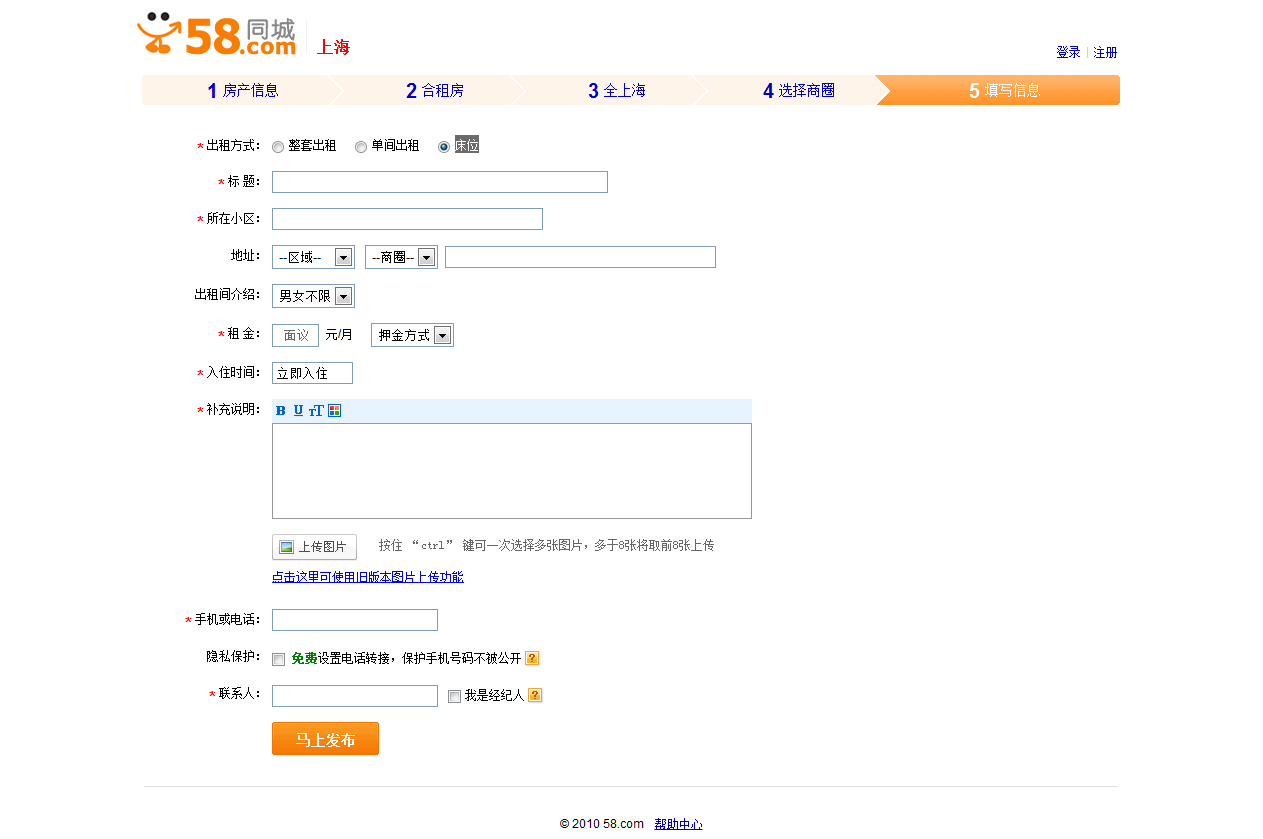 58同城.com 上海
登录 | 注册
1 房产信息 2 合租房 3 全上海 4 选择商圈 5 填写信息
*出租方式： 整套出租 单间出租 床位
*标 题：
*所在小区：
地址： --区域-- --商圈--
出租间介绍： 男女不限
*租 金： 面议 元/月 押金方式
*入住时间： 立即入住
*补充说明： B U TT
上传图片 按住 “ctrl” 键可一次选择多张图片，多于8张将取前8张上传
点击这里可使用旧版本图片上传功能
*手机或电话：
隐私保护： 免费设置电话转接，保护手机号码不被公开 ?
*联系人： 我是经纪人 ?
马上发布
© 2010 58.com 帮助中心